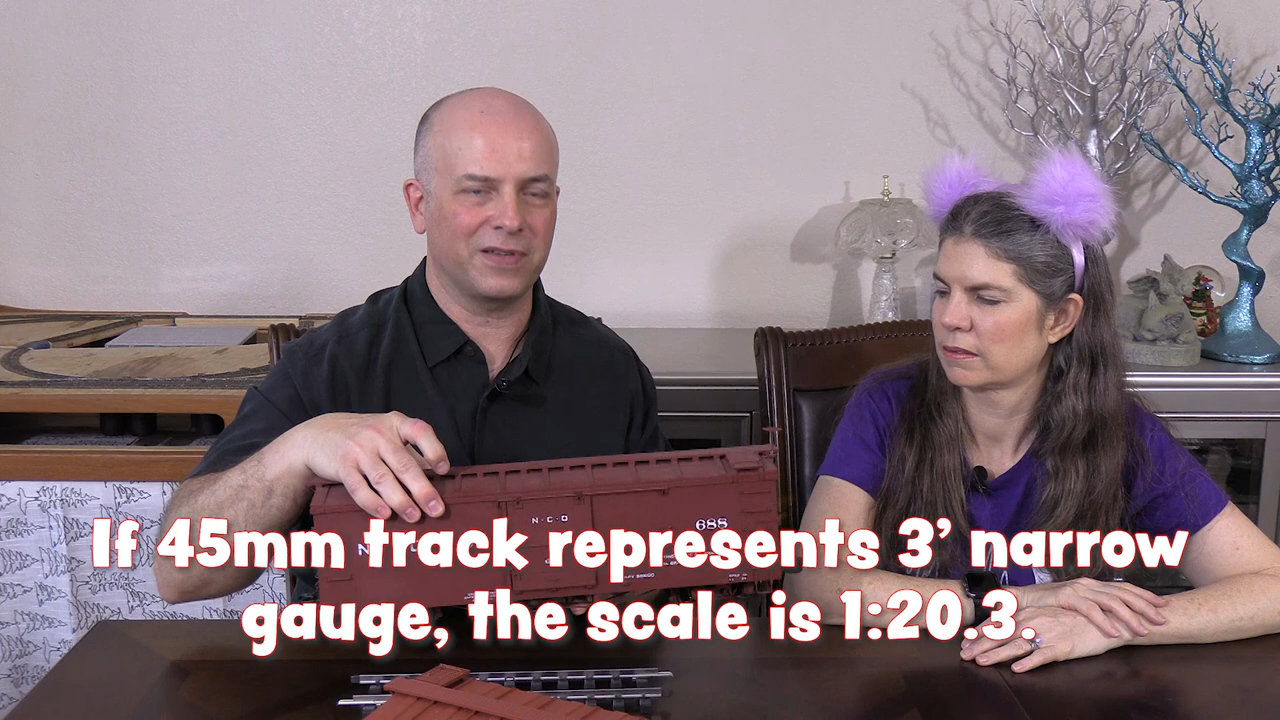 N·C·O
688
If 45mm track represents 3' narrow
gauge, the scale is 1:20.3.